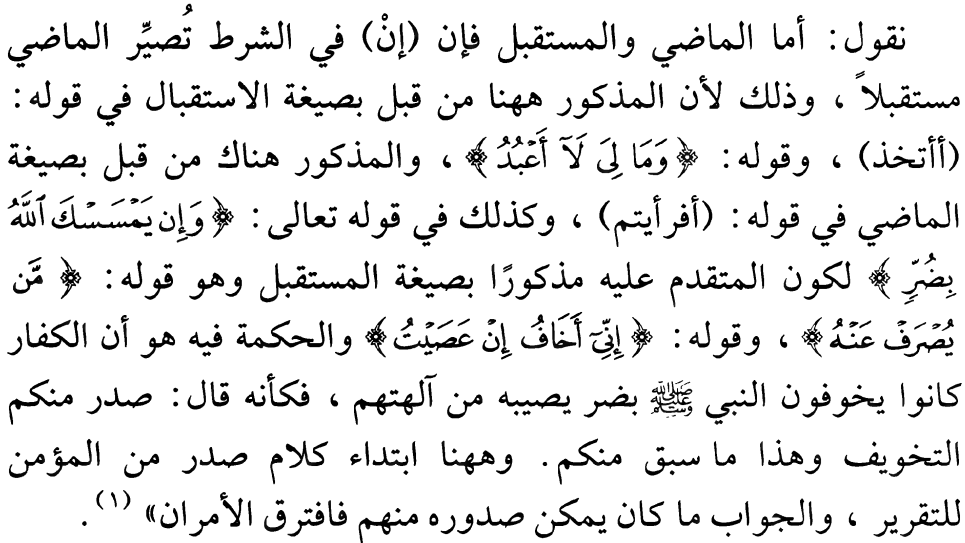 نقول: أما الماضي والمستقبل فإن (إنْ) في الشرط تُصيِّر الماضي
مستقبلاً ، وذلك لأن المذكور ههنا من قبل بصيغة الاستقبال في قوله:
(أأتخذ) ، وقوله: ﴿وَمَا لِىَ لَآ أَعۡبُدُ﴾ ، والمذكور هناك من قبل بصيغة
الماضي في قوله: (أفرأيتم) ، وكذلك في قوله تعالى: ﴿وَإِن يَمۡسَسۡكَ ٱللَّهُ
بِضُرّٖ﴾ لكون المتقدم عليه مذكورًا بصيغة المستقبل وهو قوله: ﴿مَّن
يُصۡرَفۡ عَنۡهُ﴾ ، وقوله: ﴿إِنِّىٓ أَخَافُ إِنۡ عَصَيۡتُ﴾ والحكمة فيه هو أن الكفار
كانوا يخوفون النبي ﷺ بضر يصيبه من آلهتهم ، فكأنه قال: صدر منكم
التخويف وهذا ما سبق منكم. وههنا ابتداء كلام صدر من المؤمن
للتقرير ، والجواب ما كان يمكن صدوره منهم فافترق الأمران» (١) .